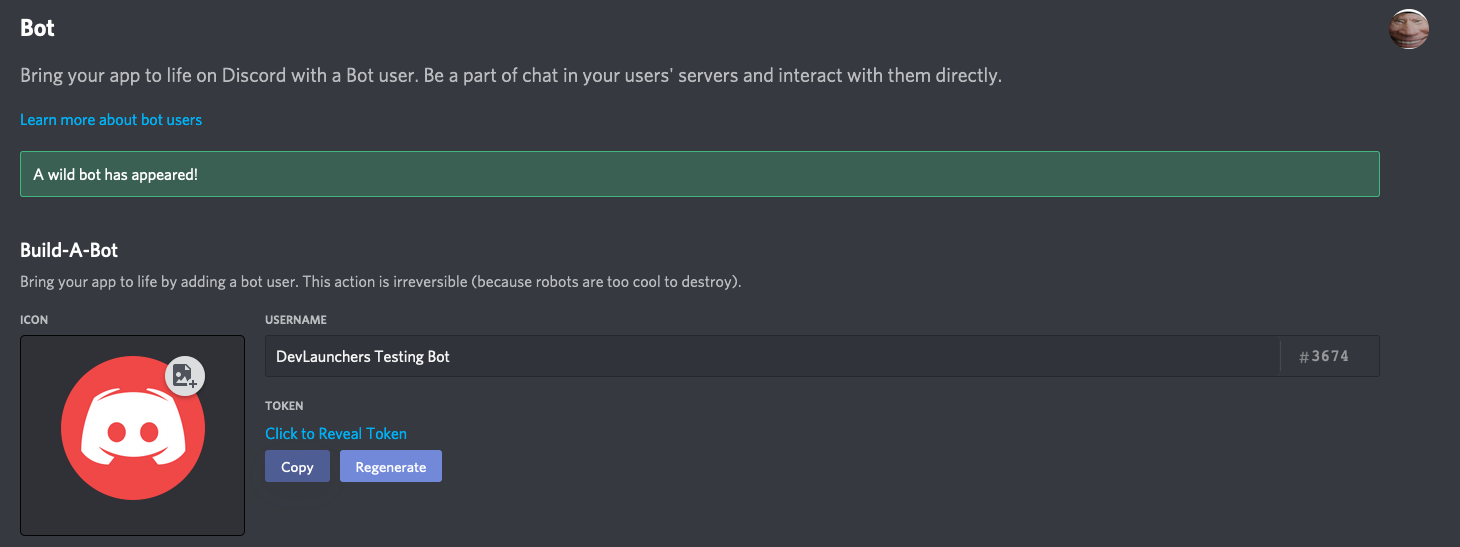 Bot
Bring your app to life on Discord with a Bot user. Be a part of chat in your users' servers and interact with them directly.
Learn more about bot users
A wild bot has appeared!
Build-A-Bot
Bring your app to life by adding a bot user. This action is irreversible (because robots are too cool to destroy).
ICON
USERNAME
DevLaunchers Testing Bot
#3674
TOKEN
Click to Reveal Token
Copy
Regenerate